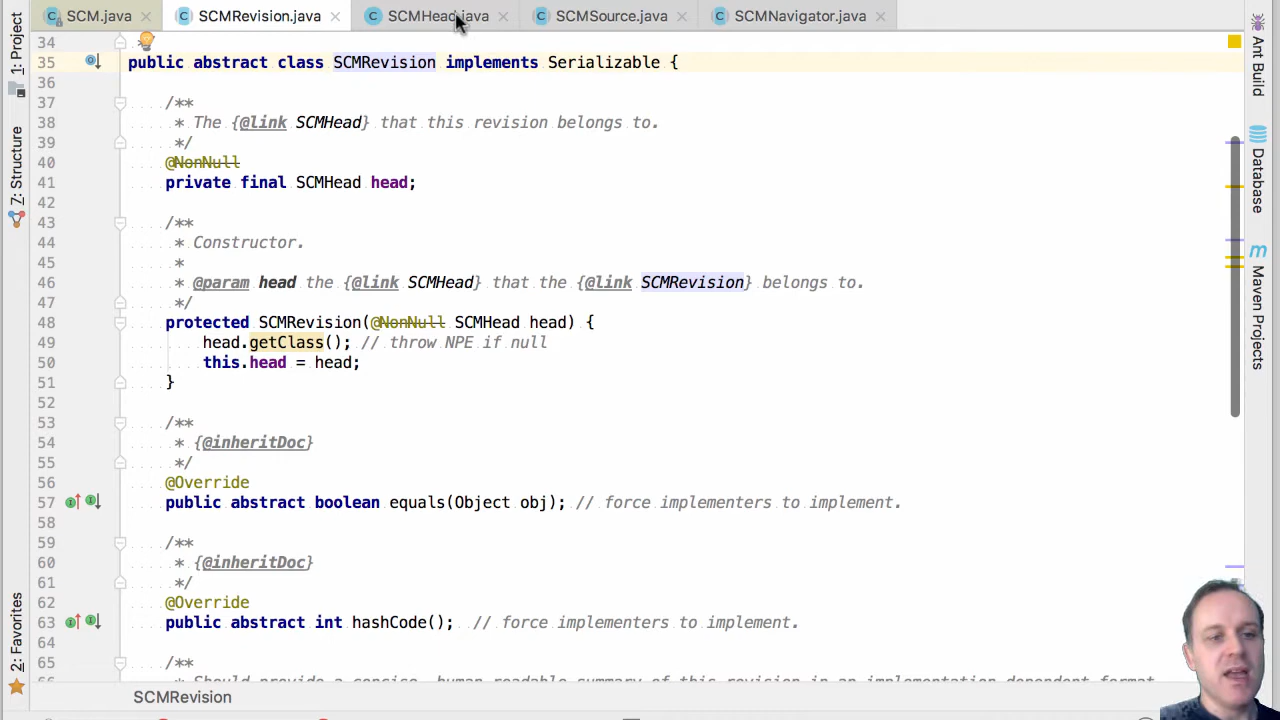 SCM.java
SCMRevision.java
SCMHead.java
SCMSource.java
SCMNavigator.java
1: Project
7: Structure
2: Favorites
Ant Build
Database
m
Maven Projects
34
35 public abstract class SCMRevision implements Serializable {
36
37 /**
38 * The {@link SCMHead} that this revision belongs to.
39 */
40 @NonNull
41 private final SCMHead head;
42
43 /**
44 * Constructor.
45 *
46 * @param head the {@link SCMHead} that the {@link SCMRevision} belongs to.
47 */
48 protected SCMRevision(@NonNull SCMHead head) {
49 head.getClass(); // throw NPE if null
50 this.head = head;
51 }
52
53 /**
54 * {@inheritDoc}
55 */
56 @Override
57 public abstract boolean equals(Object obj); // force implementers to implement.
58
59 /**
60 * {@inheritDoc}
61 */
62 @Override
63 public abstract int hashCode(); // force implementers to implement.
64
65 /**
* Should provide a concise, human readable summary of this revision in an implementation dependent format
SCMRevision